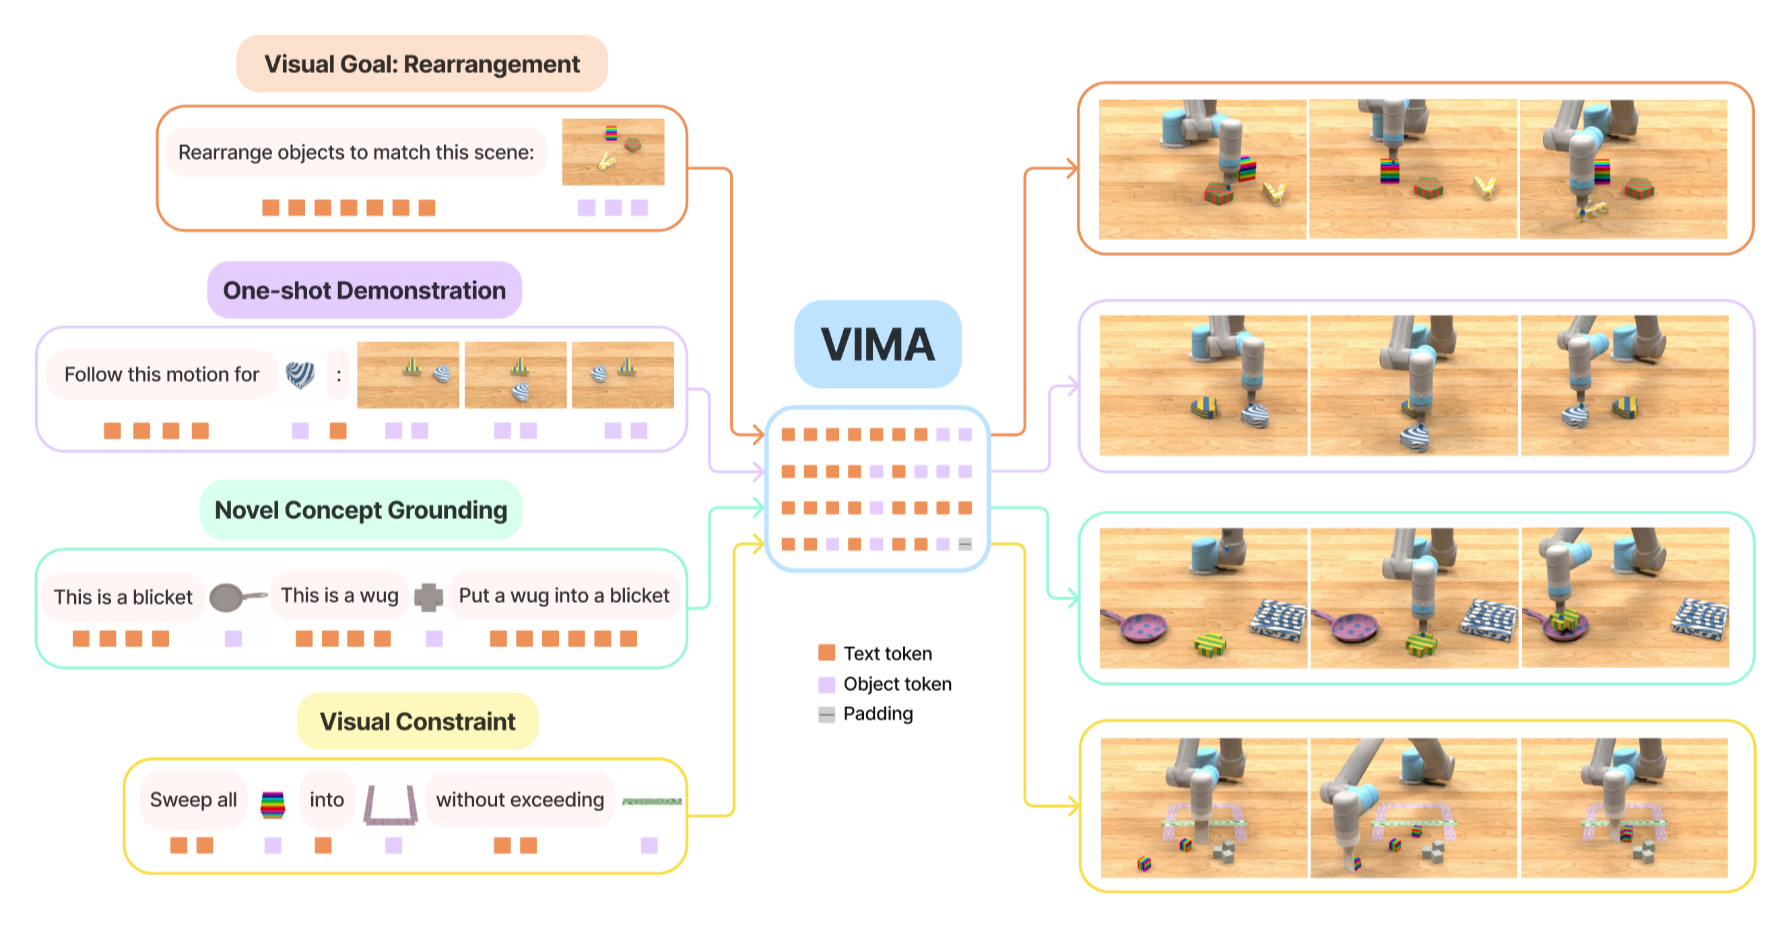 Visual Goal: Rearrangement
Rearrange objects to match this scene:
One-shot Demonstration
Follow this motion for :
Novel Concept Grounding
This is a blicket This is a wug Put a wug into a blicket
Visual Constraint
Sweep all into without exceeding
VIMA
Text token
Object token
Padding